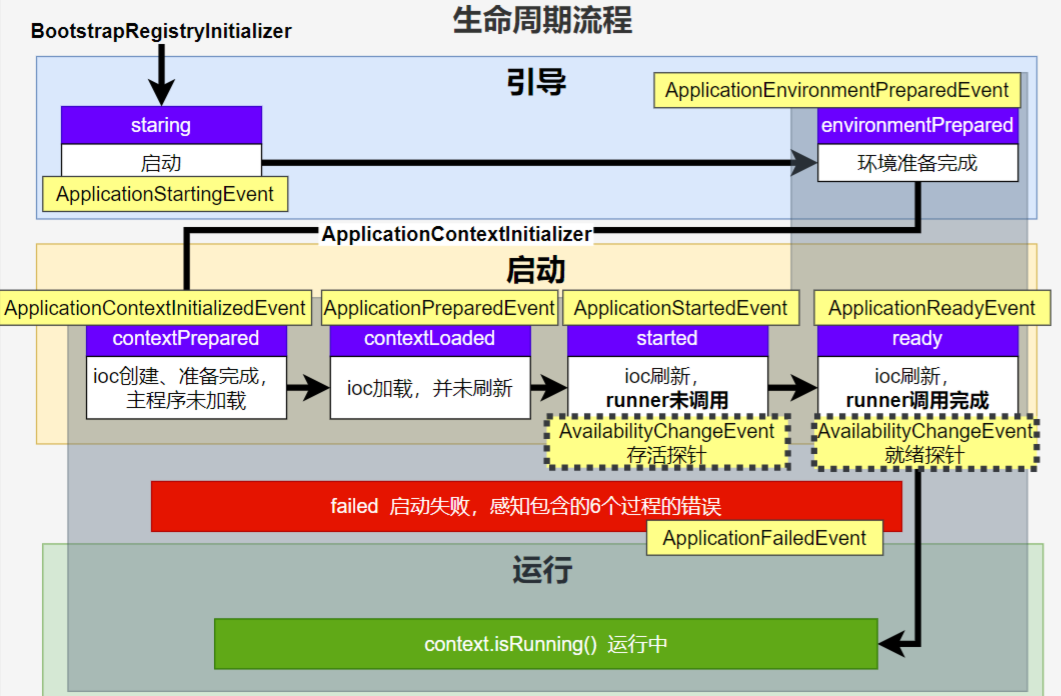 生命周期流程
BootstrapRegistryInitializer
引导
ApplicationEnvironmentPreparedEvent
staring
environmentPrepared
启动
环境准备完成
ApplicationStartingEvent
ApplicationContextInitializer
启动
ApplicationContextInitializedEvent
ApplicationPreparedEvent
ApplicationStartedEvent
ApplicationReadyEvent
contextPrepared
contextLoaded
started
ready
ioc创建、准备完成，
主程序未加载
ioc加载，并未刷新
ioc刷新，
runner未调用
ioc刷新，
runner调用完成
AvailabilityChangeEvent
存活探针
AvailabilityChangeEvent
就绪探针
failed 启动失败，感知包含的6个过程的错误
ApplicationFailedEvent
运行
context.isRunning() 运行中